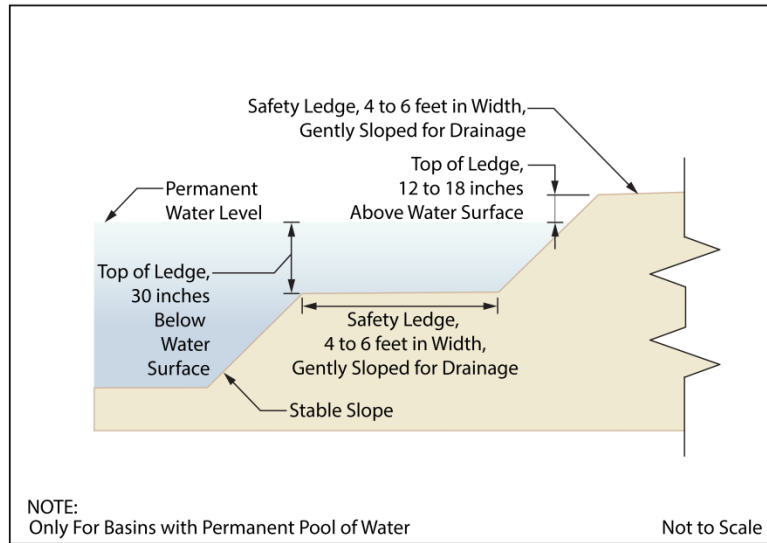 Safety Ledge, 4 to 6 feet in Width,
Gently Sloped for Drainage
Top of Ledge,
12 to 18 inches
Above Water Surface
Permanent
Water Level
Top of Ledge,
30 inches
Below
Water
Surface
Safety Ledge,
4 to 6 feet in Width,
Gently Sloped for Drainage
Stable Slope
NOTE:
Only For Basins with Permanent Pool of Water
Not to Scale